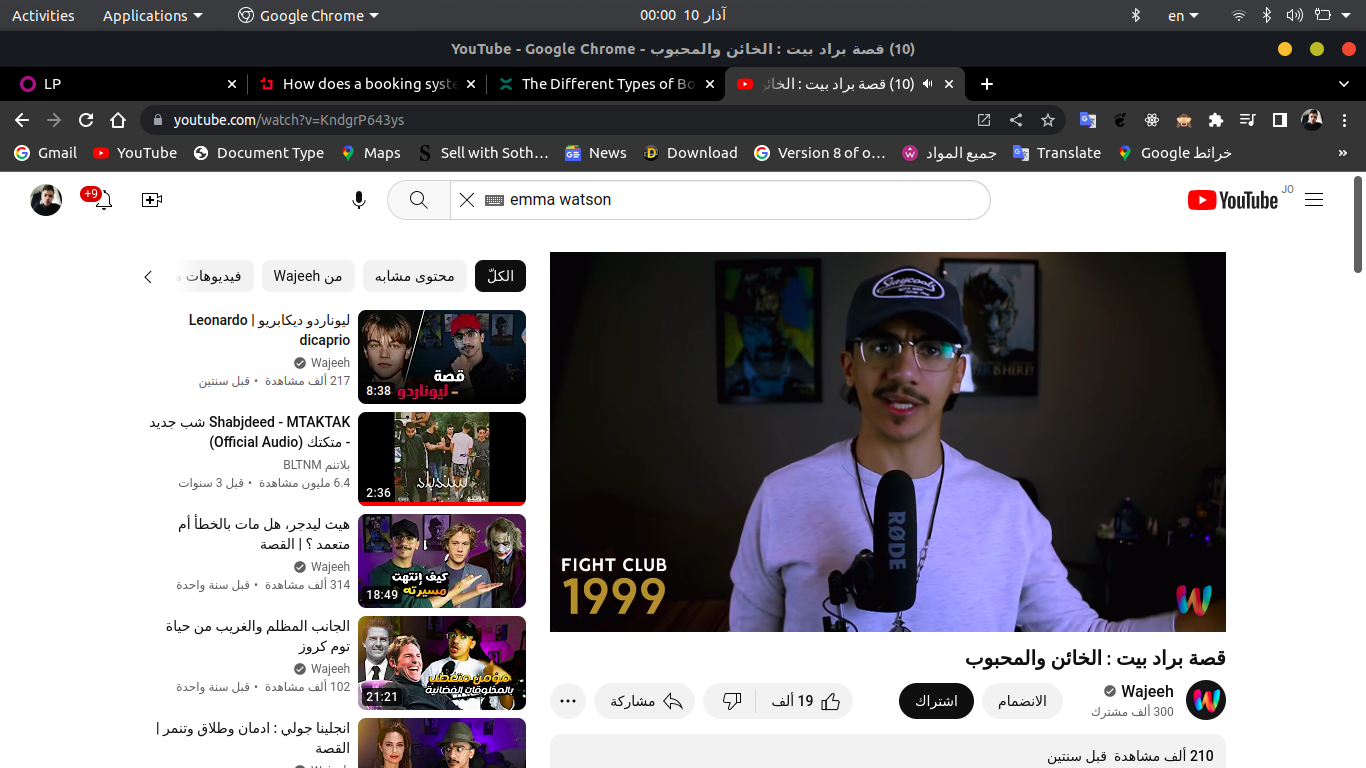 Activities Applications Google Chrome 00:00 10 آذار en
(10) قصة براد بيت : الخائن والمحبوب - YouTube - Google Chrome
LP How does a booking syste The Different Types of Bo (10) قصة براد بيت : الخائن
youtube.com/watch?v=KndgrP643ys
Gmail YouTube Document Type Maps Sell with Soth… News Download Version 8 of o… جميع المواد Translate خرائط Google »
+9 emma watson YouTube JO
الكلّ محتوى مشابه من Wajeeh فيديوهات
ليوناردو ديكابريو | Leonardo
dicaprio
Wajeeh
217 ألف مشاهدة • قبل سنتين
قصة
ليوناردو -
8:38
Shabjdeed - MTAKTAK شب جديد
- متكتك (Official Audio)
بلاتنم BLTNM
6.4 مليون مشاهدة • قبل 3 سنوات
سندباد
2:36
هيث ليدجر، هل مات بالخطأ أم
متعمد ؟ | القصة
Wajeeh
314 ألف مشاهدة • قبل سنة واحدة
كيف إنتهت
مسيرته
18:49
الجانب المظلم والغريب من حياة
توم كروز
Wajeeh
102 ألف مشاهدة • قبل سنة واحدة
مؤمن متعصب
بالمخلوقات الفضائية
21:21
انجلينا جولي : ادمان وطلاق وتنمر |
القصة
Wajeeh
Shaycools
IS HERE!
RØDE
FIGHT CLUB
1999
قصة براد بيت : الخائن والمحبوب
Wajeeh
300 ألف مشترك
الانضمام اشتراك 19 ألف مشاركة
210 ألف مشاهدة قبل سنتين